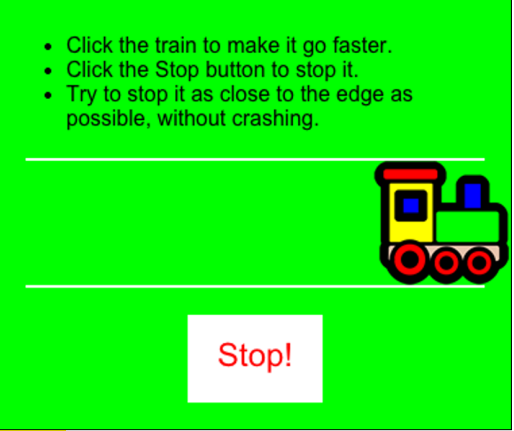 • Click the train to make it go faster.
• Click the Stop button to stop it.
• Try to stop it as close to the edge as
possible, without crashing.
Stop!